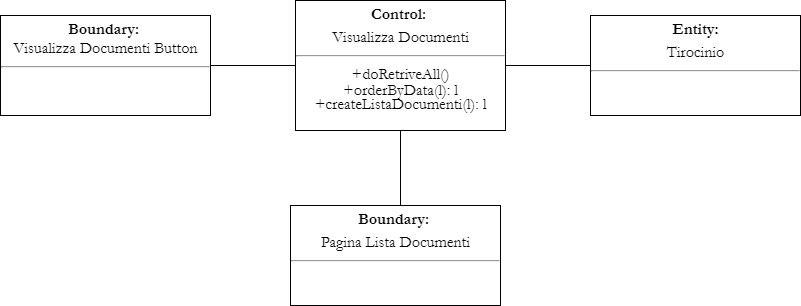 Boundary:
Visualizza Documenti Button
Control:
Visualizza Documenti
+doRetriveAll()
+orderByData(l): l
+createListaDocumenti(l): l
Entity:
Tirocinio
Boundary:
Pagina Lista Documenti